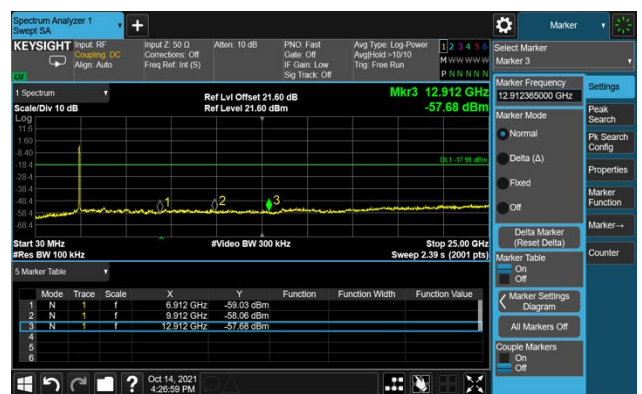 Spectrum Analyzer 1
Swept SA
Marker
KEYSIGHT
Input: RF
Coupling: DC
Align: Auto
Input Z: 50 Ω
Corrections: Off
Freq Ref: Int (S)
Atten: 10 dB
PNO: Fast
Gate: Off
IF Gain: Low
Sig Track: Off
Avg Type: Log-Power
Avg|Hold:>10/10
Trig: Free Run
1 2 3 4 5 6
M W W W W W
P N N N N N
LXI
Select Marker
Marker 3
1 Spectrum
Scale/Div 10 dB
Log
Ref Lvl Offset 21.60 dB
Ref Level 21.60 dBm
Mkr3 12.912 GHz
-57.68 dBm
11.6
1.60
-8.40
-18.4
-28.4
-38.4
-48.4
-58.4
-68.4
1
2
3
Start 30 MHz
#Res BW 100 kHz
#Video BW 300 kHz
Stop 25.00 GHz
Sweep 2.39 s (2001 pts)
5 Marker Table
Mode Trace Scale X Y Function Function Width Function Value
1 N 1 f 6.912 GHz -59.03 dBm
2 N 1 f 9.912 GHz -58.06 dBm
3 N 1 f 12.912 GHz -57.68 dBm
4
5
6
Marker Frequency
12.912365000 GHz
Marker Mode
Normal
Delta (Δ)
Fixed
Off
Delta Marker
(Reset Delta)
Marker Table
On
Off
Marker Settings
Diagram
All Markers Off
Couple Markers
On
Off
Settings
Peak
Search
Pk Search
Config
Properties
Marker
Function
Marker→
Counter
?
Oct 14, 2021
4:26:59 PM